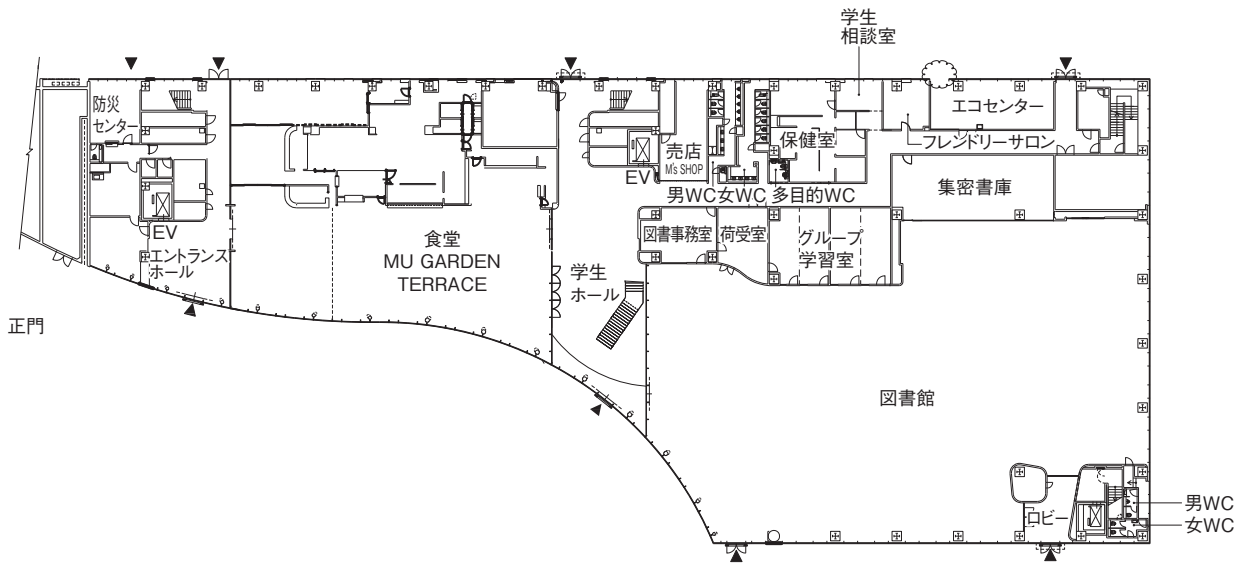 学生
相談室
防災
センター
エコセンター
フレンドリーサロン
保健室
売店
M's SHOP
EV
男WC 女WC 多目的WC
集密書庫
EV
エントランス
ホール
食堂
MU GARDEN
TERRACE
学生
ホール
図書事務室
荷受室
グループ
学習室
正門
図書館
ロビー
男WC
女WC